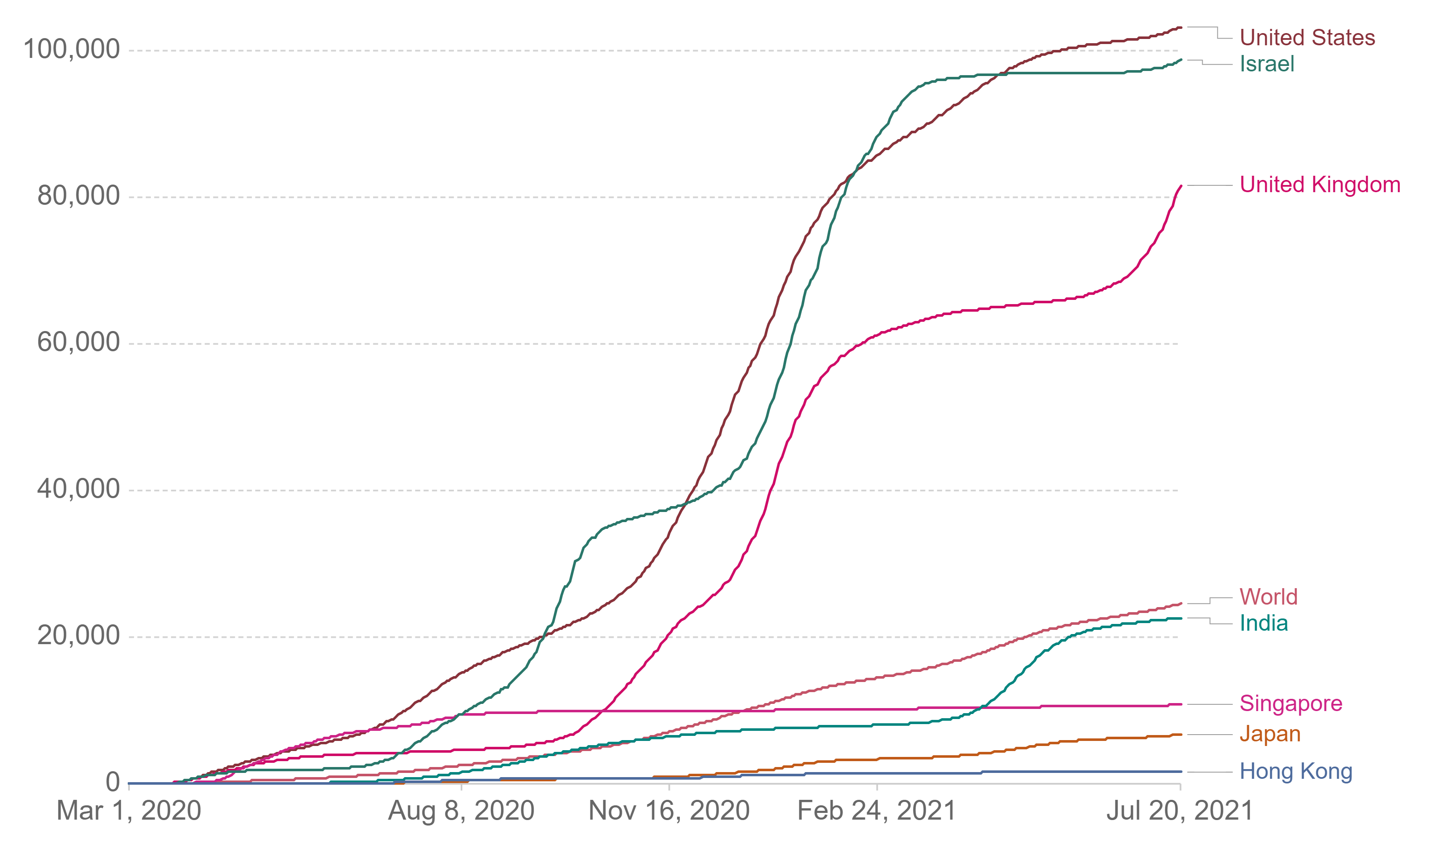 100,000
80,000
60,000
40,000
20,000
0
Mar 1, 2020
Aug 8, 2020
Nov 16, 2020
Feb 24, 2021
Jul 20, 2021
United States
Israel
United Kingdom
World
India
Singapore
Japan
Hong Kong